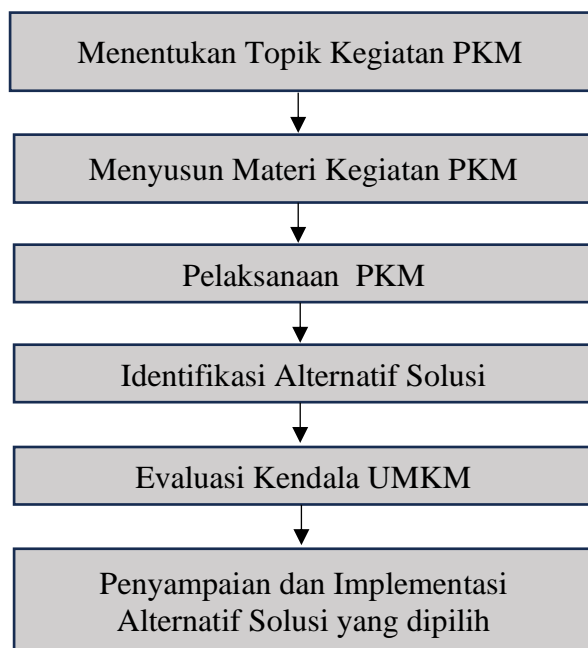 Menentukan Topik Kegiatan PKM
Menyusun Materi Kegiatan PKM
Pelaksanaan  PKM
Identifikasi Alternatif Solusi
Evaluasi Kendala UMKM
Penyampaian dan Implementasi
Alternatif Solusi yang dipilih